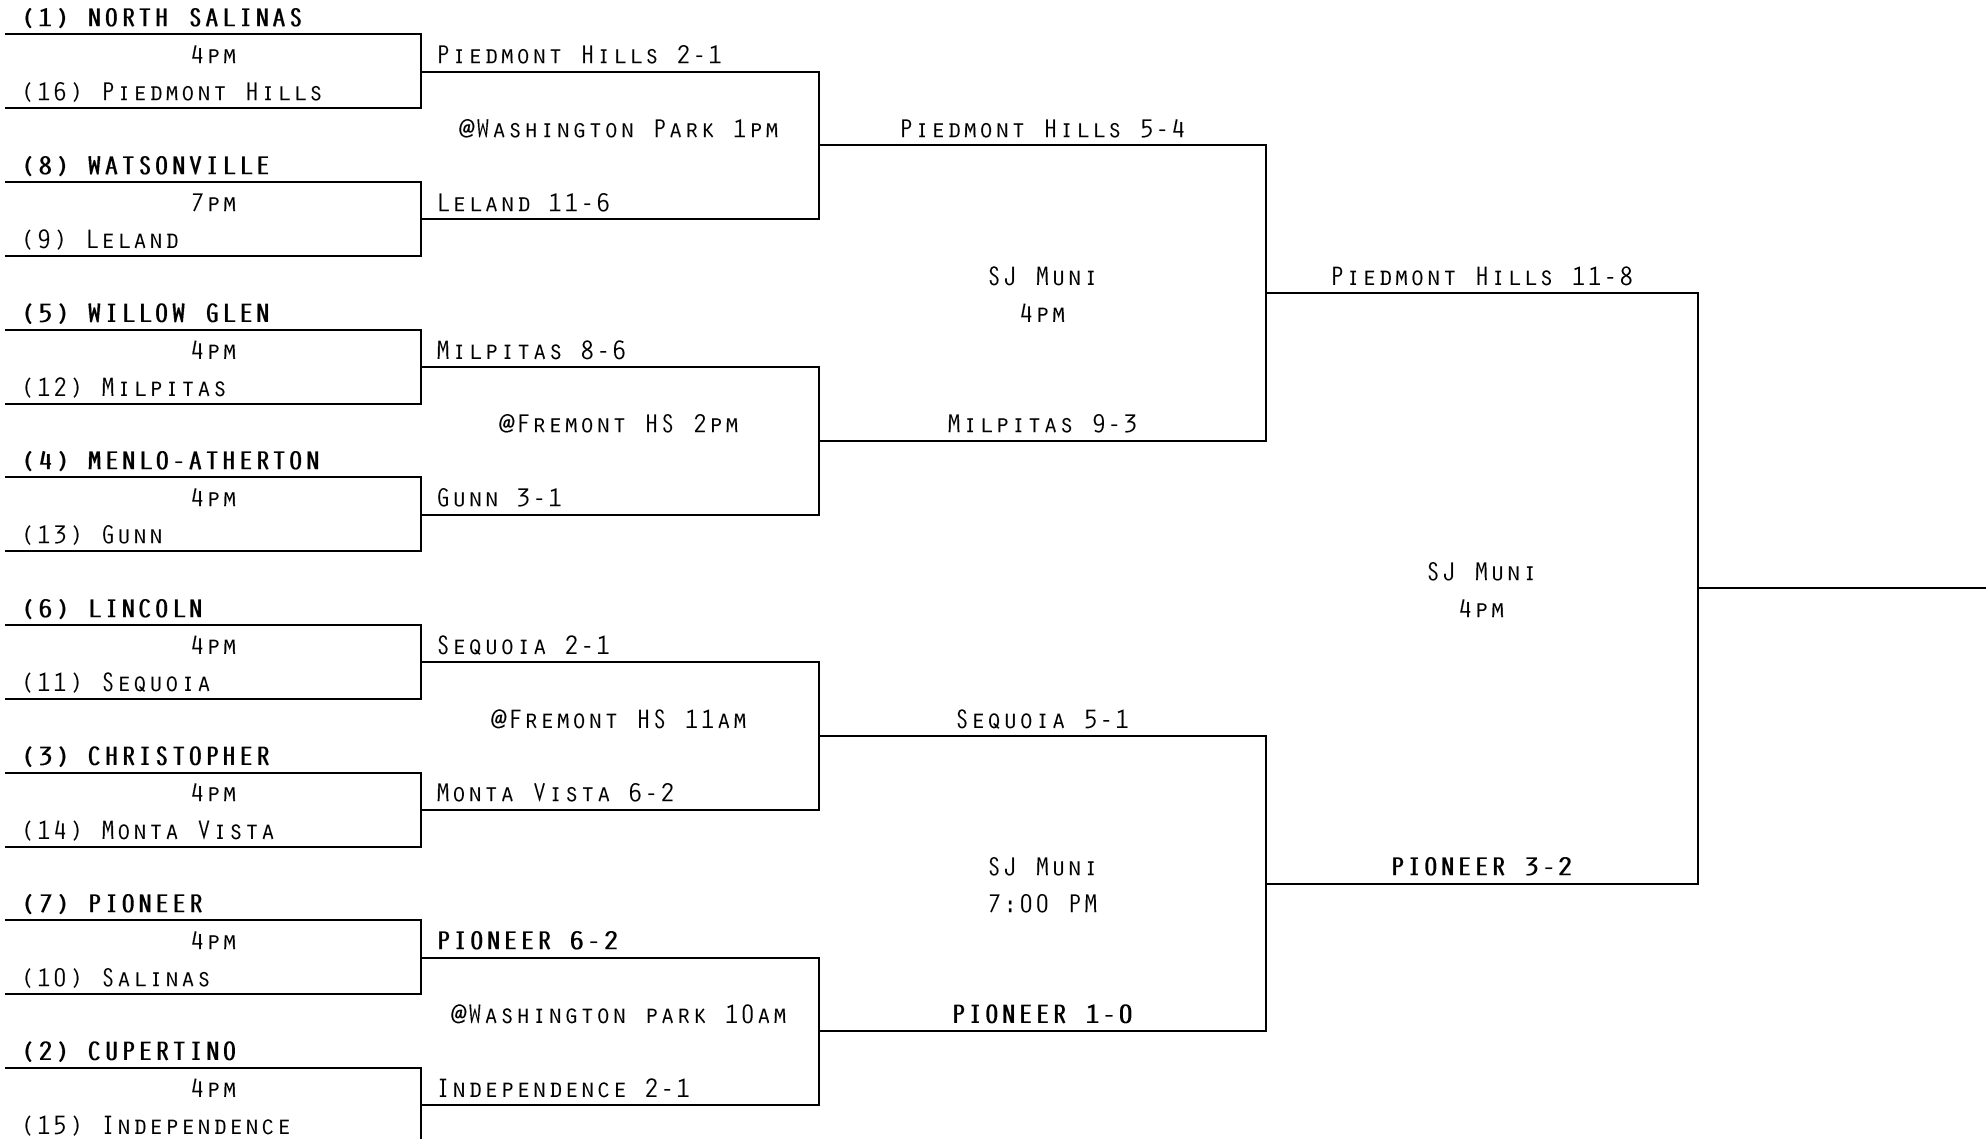 (1) NORTH SALINAS
4PM
(16) PIEDMONT HILLS
PIEDMONT HILLS 2-1
@WASHINGTON PARK 1PM
(8) WATSONVILLE
7PM
(9) LELAND
LELAND 11-6
PIEDMONT HILLS 5-4
SJ MUNI
4PM
(5) WILLOW GLEN
4PM
(12) MILPITAS
MILPITAS 8-6
@FREMONT HS 2PM
(4) MENLO-ATHERTON
4PM
(13) GUNN
GUNN 3-1
MILPITAS 9-3
PIEDMONT HILLS 11-8
SJ MUNI
4PM
(6) LINCOLN
4PM
(11) SEQUOIA
SEQUOIA 2-1
@FREMONT HS 11AM
(3) CHRISTOPHER
4PM
(14) MONTA VISTA
MONTA VISTA 6-2
SEQUOIA 5-1
SJ MUNI
7:00 PM
(7) PIONEER
4PM
(10) SALINAS
PIONEER 6-2
@WASHINGTON PARK 10AM
(2) CUPERTINO
4PM
(15) INDEPENDENCE
INDEPENDENCE 2-1
PIONEER 1-0
PIONEER 3-2